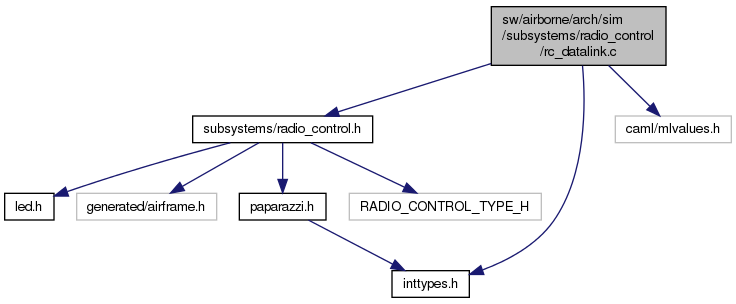 sw/airborne/arch/sim
/subsystems/radio_control
/rc_datalink.c
subsystems/radio_control.h
caml/mlvalues.h
led.h
generated/airframe.h
paparazzi.h
RADIO_CONTROL_TYPE_H
inttypes.h